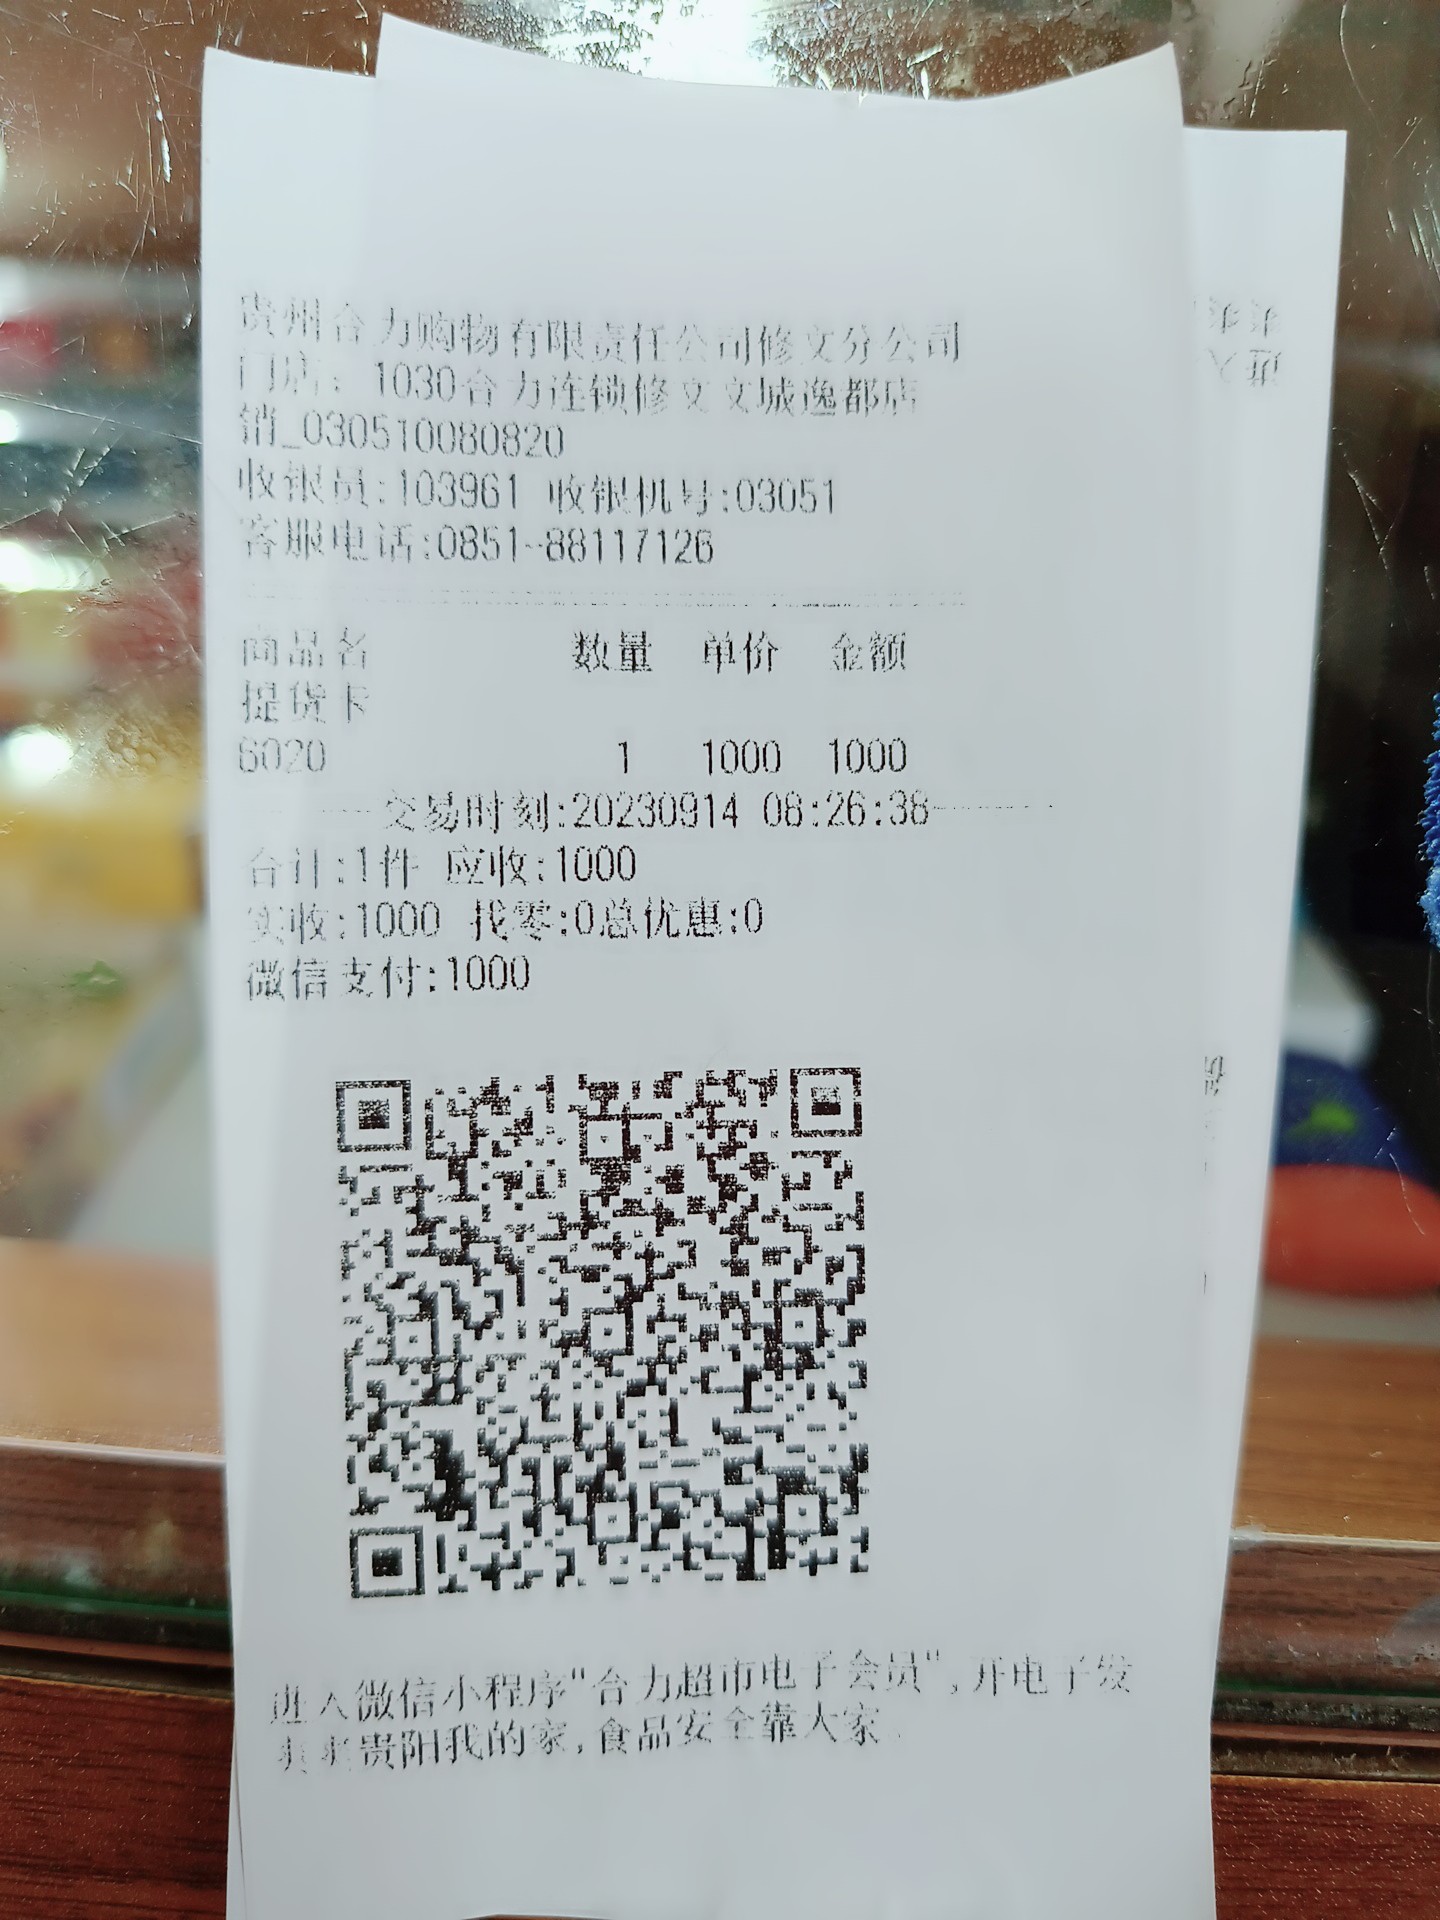 贵州合力购物有限责任公司修文分公司
门店: 1030合力连锁修文文城逸都店
销_030510080820
收银员:103961 收银机号:03051
客服电话:0851-88117126
商品名 数量 单价 金额
提货卡
6020 1 1000 1000
交易时刻:20230914 08:26:38
合计:1件 应收:1000
实收:1000 找零:0总优惠:0
微信支付:1000
进入微信小程序"合力超市电子会员",开电子发
爽爽贵阳我的家,食品安全靠大家
进入